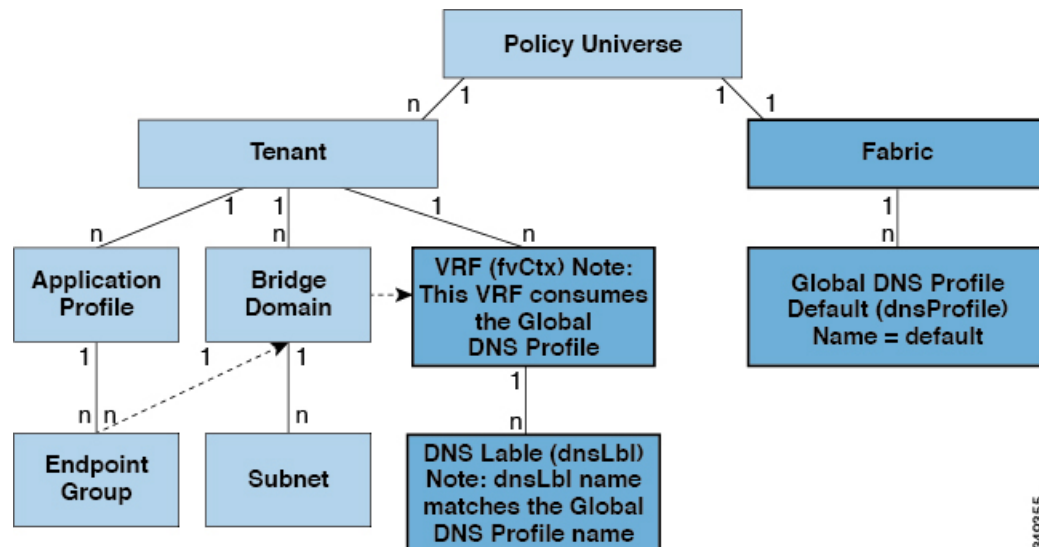 Policy Universe
n
1
1
1
Tenant
Fabric
1
1
1
1
n
n
n
n
Application
Profile
Bridge
Domain
VRF (fvCtx) Note:
This VRF consumes
the Global
DNS Profile
Global DNS Profile
Default (dnsProfile)
Name = default
1
1
1
1
n
n
n
n
Endpoint
Group
Subnet
DNS Lable (dnsLbl)
Note: dnsLbl name
matches the Global
DNS Profile name